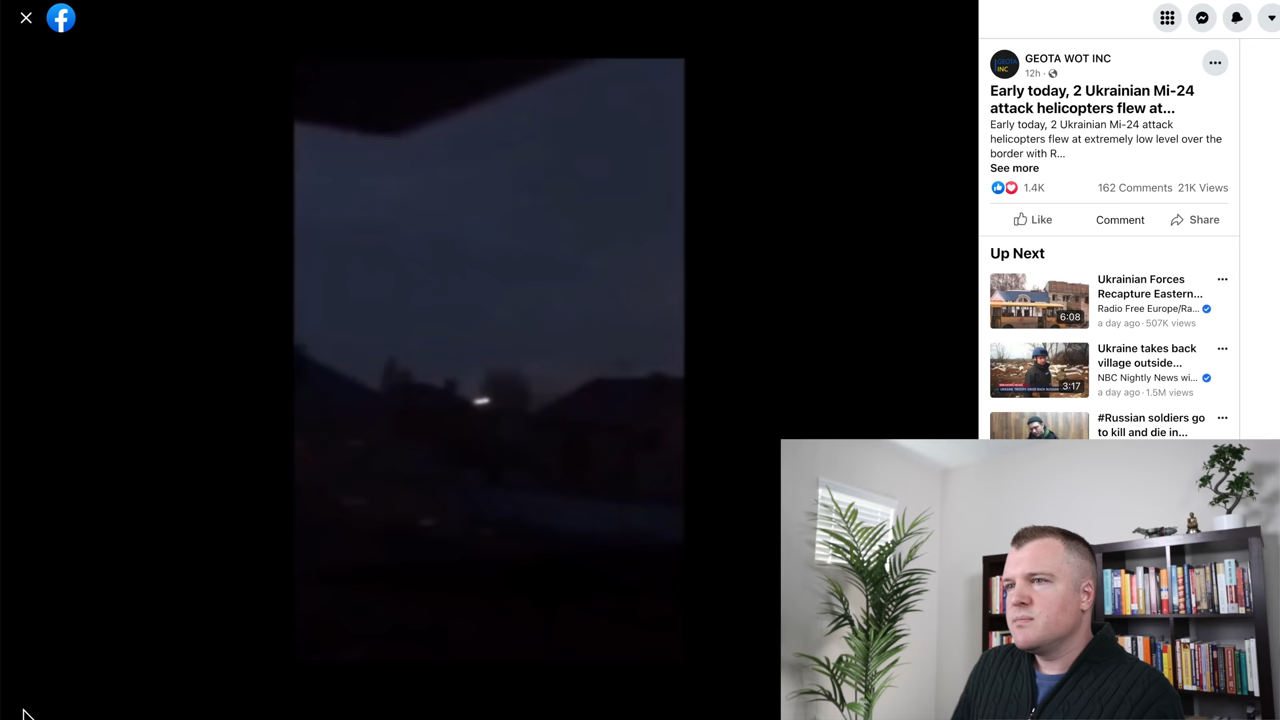 GEOTA WOT INC
12h ·
Early today, 2 Ukrainian Mi-24
attack helicopters flew at...
Early today, 2 Ukrainian Mi-24 attack
helicopters flew at extremely low level over the
border with R...
See more
1.4K
162 Comments 21K Views
Like
Comment
Share
Up Next
Ukrainian Forces
Recapture Eastern...
Radio Free Europe/Ra...
a day ago · 507K views
6:08
Ukraine takes back
village outside...
NBC Nightly News wi...
a day ago · 1.5M views
3:17
#Russian soldiers go
to kill and die in...